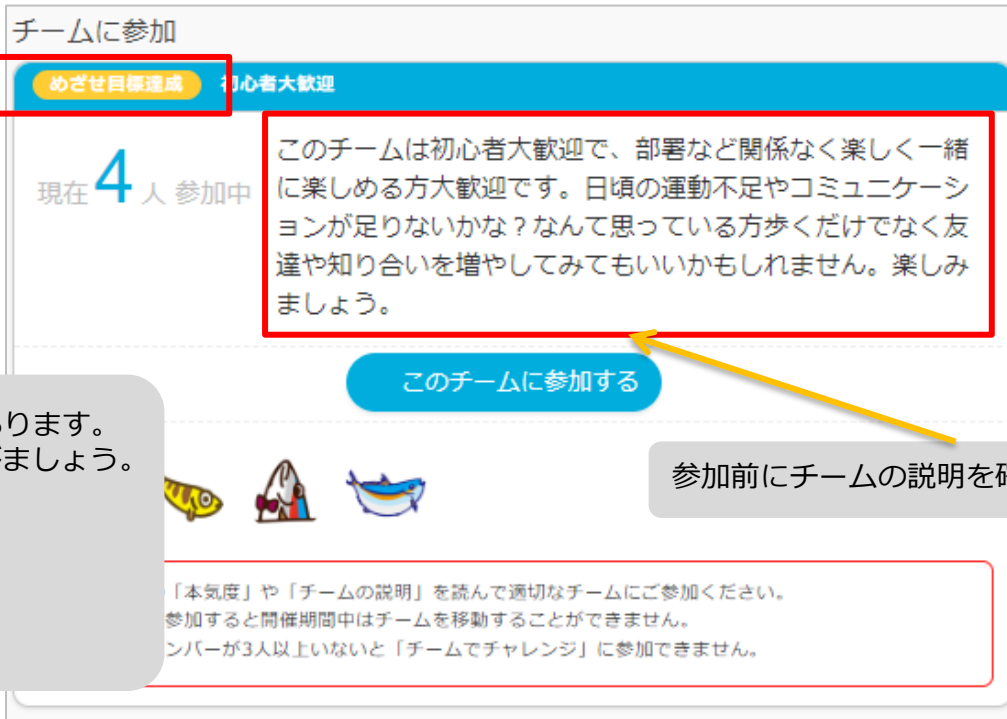 チームに参加
めざせ目標達成 初心者大歓迎
現在4人 参加中
このチームは初心者大歓迎で、部署など関係なく楽しく一緒
に楽しめる方大歓迎です。日頃の運動不足やコミュニケーシ
ョンが足りないかな？なんて思っている方歩くだけでなく友
達や知り合いを増やしてみてもいいかもしれません。楽しみ
ましょう。
このチームに参加する
ります。
ましょう。
参加前にチームの説明を確
「本気度」や「チームの説明」を読んで適切なチームにご参加ください。
参加すると開催期間中はチームを移動することができません。
ンバーが3人以上いないと「チームでチャレンジ」に参加できません。